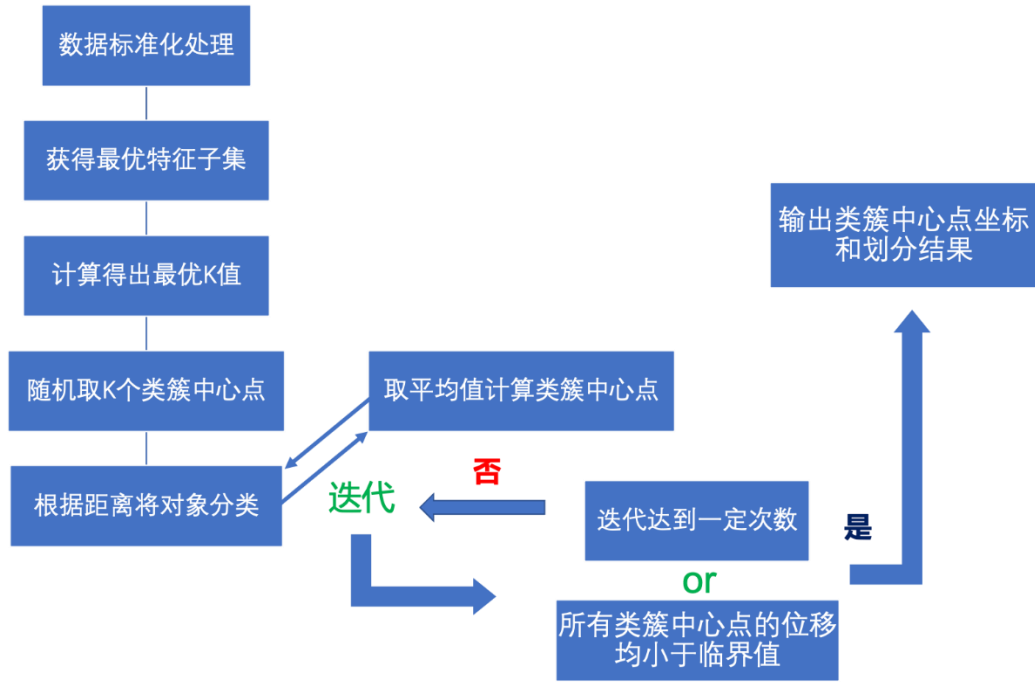 数据标准化处理
获得最优特征子集
计算得出最优K值
随机取K个类簇中心点
根据距离将对象分类
取平均值计算类簇中心点
迭代
否
迭代达到一定次数
or
所有类簇中心点的位移
均小于临界值
是
输出类簇中心点坐标
和划分结果